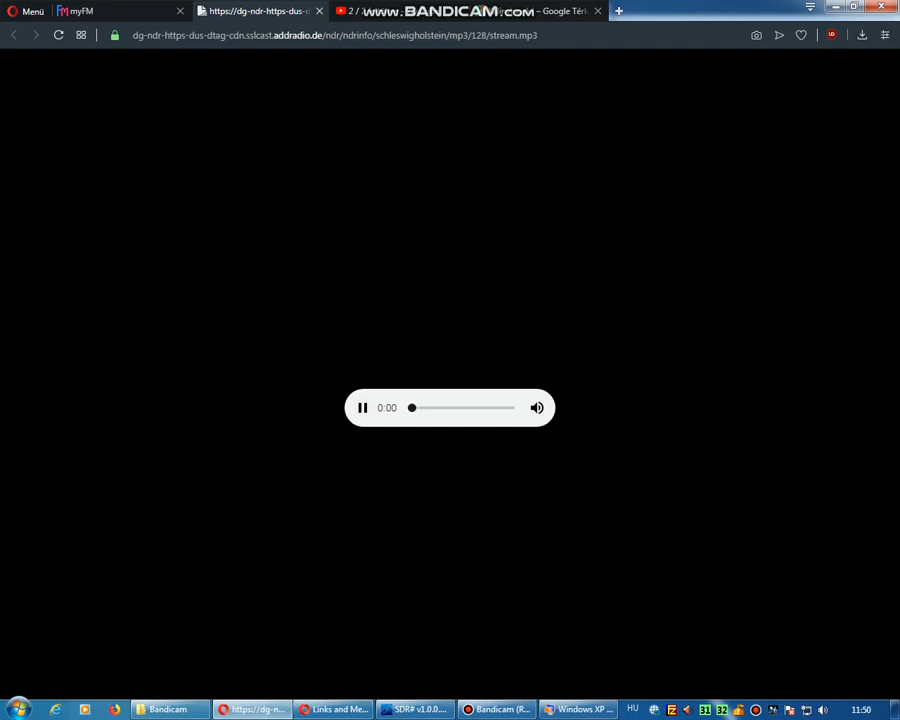 Menü
myFM
https://dg-ndr-https-dus-d
2 / 2
www.BANDICAM.com
– Google Térk
dg-ndr-https-dus-dtag-cdn.sslcast.addradio.de/ndr/ndrinfo/schleswigholstein/mp3/128/stream.mp3
0:00
Bandicam
https://dg-n...
Links and Me...
SDR# v1.0.0....
Bandicam (R...
Windows XP ...
HU
31
32
11:50